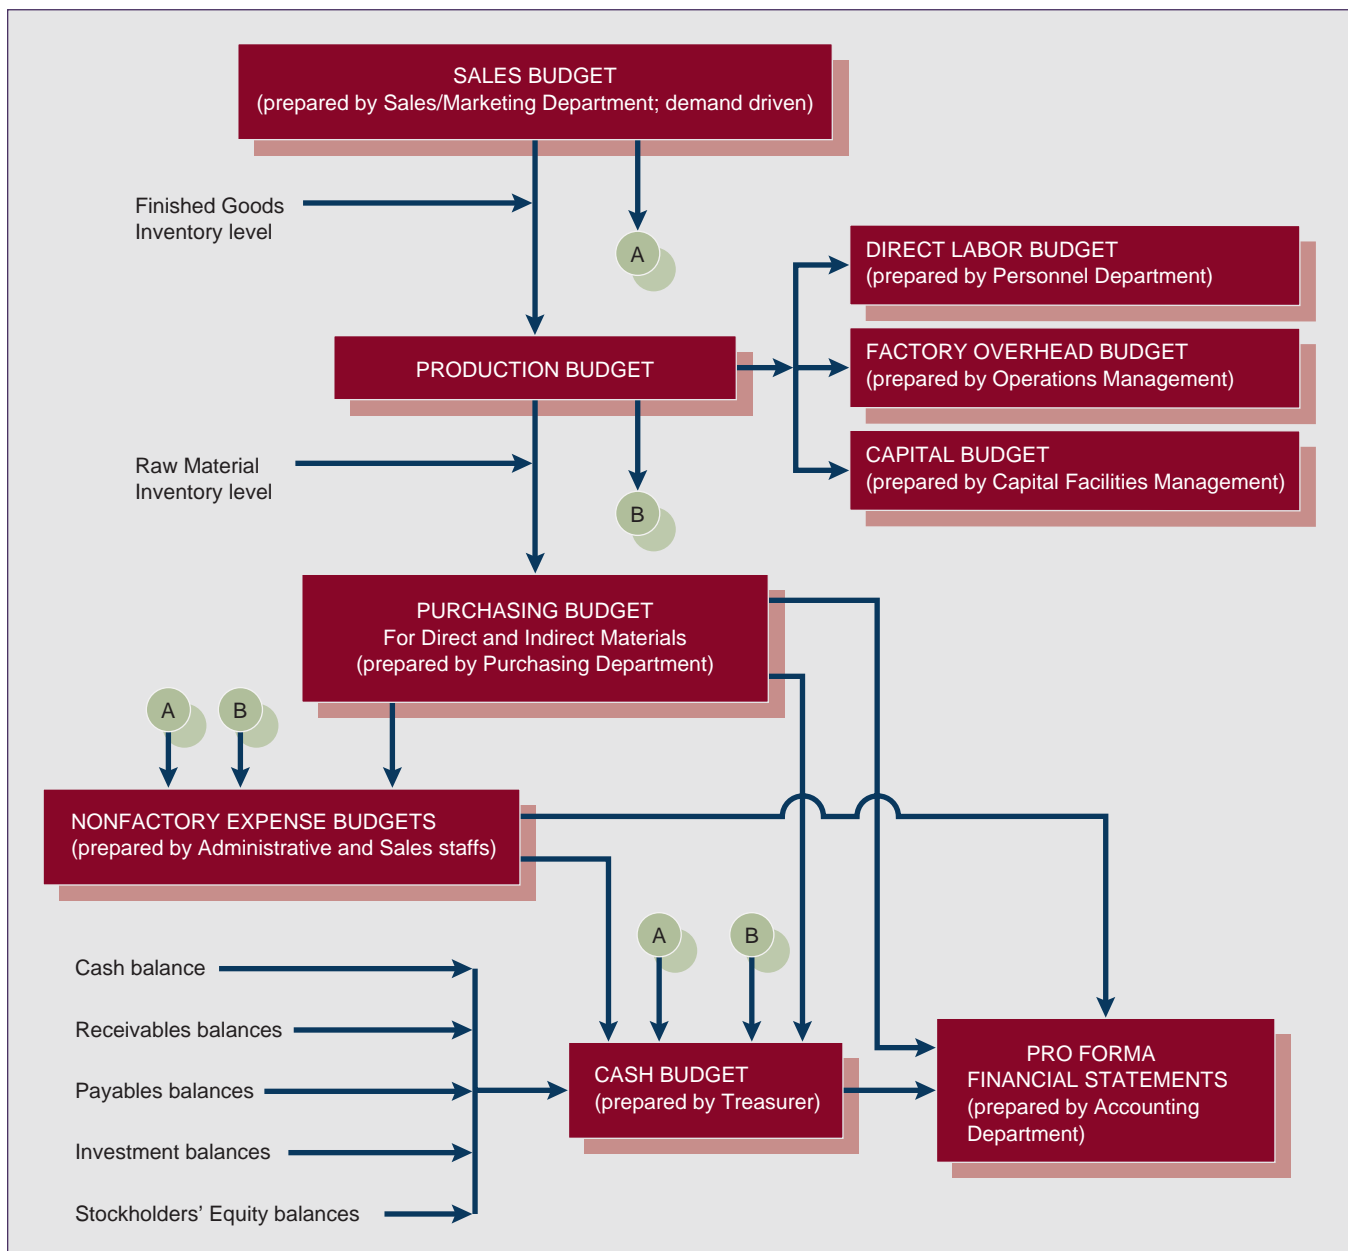 SALES BUDGET
(prepared by Sales/Marketing Department; demand driven)
Finished Goods
Inventory level
A
DIRECT LABOR BUDGET
(prepared by Personnel Department)
FACTORY OVERHEAD BUDGET
(prepared by Operations Management)
CAPITAL BUDGET
(prepared by Capital Facilities Management)
PRODUCTION BUDGET
Raw Material
Inventory level
B
PURCHASING BUDGET
For Direct and Indirect Materials
(prepared by Purchasing Department)
A
B
NONFACTORY EXPENSE BUDGETS
(prepared by Administrative and Sales staffs)
A
B
Cash balance
Receivables balances
Payables balances
Investment balances
Stockholders’ Equity balances
CASH BUDGET
(prepared by Treasurer)
PRO FORMA
FINANCIAL STATEMENTS
(prepared by Accounting
Department)